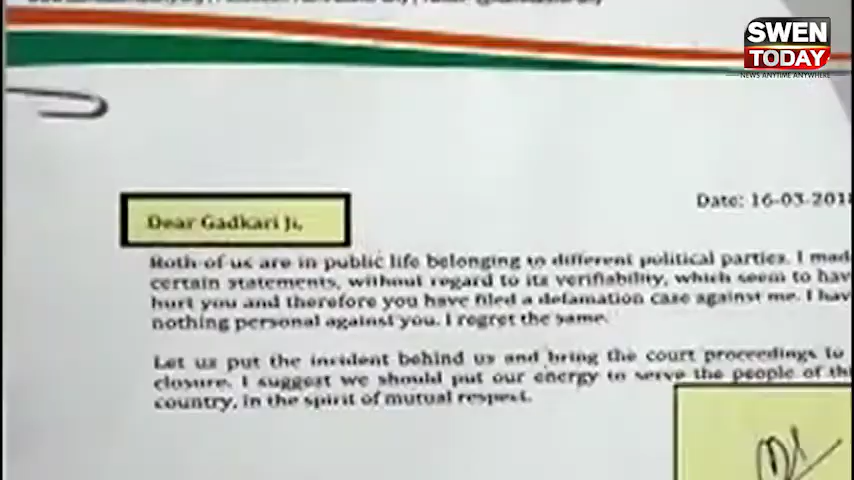 SWEN
TODAY
NEWS ANYTIME ANYWHERE
Date: 16-03-201
Dear Gadkari Ji,
Both of us are in public life belonging to different political parties. I mad
certain statements, without regard to its verifiability, which seem to hav
hurt you and therefore you have filed a defamation case against me. I hav
nothing personal against you. I regret the same.
Let us put the incident behind us and bring the court proceedings to
closure. I suggest we should put our energy to serve the people of th
country, in the spirit of mutual respect.